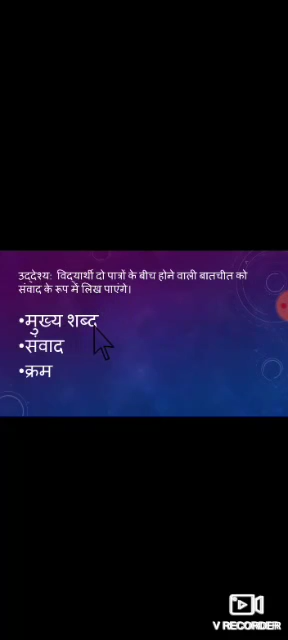 उद्देश्य: विद्यार्थी दो पात्रों के बीच होने वाली बातचीत को
संवाद के रूप में लिख पाएंगे।
•मुख्य शब्द
•संवाद
•क्रम
V RECORDER